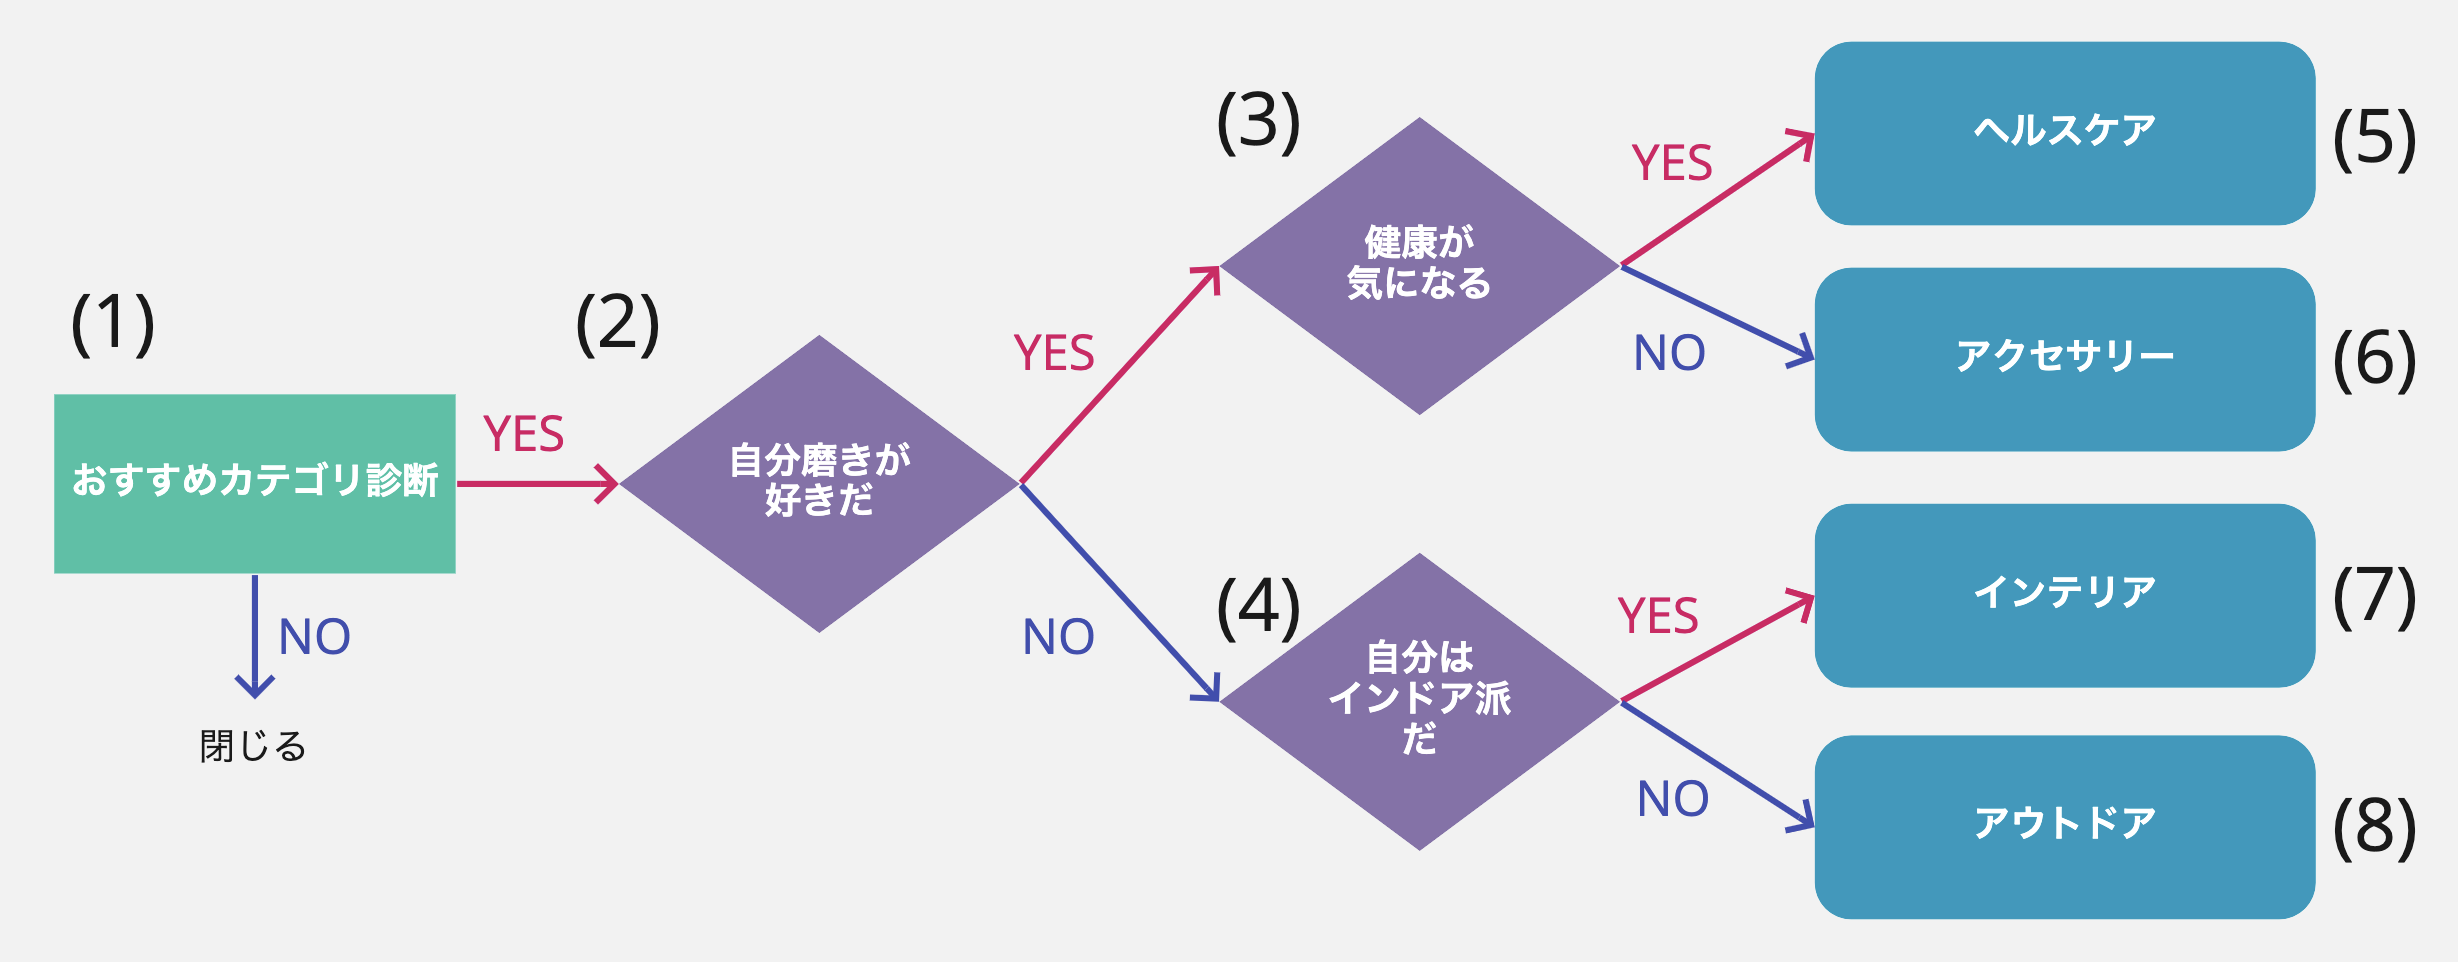 (1)
おすすめカテゴリ診断
YES
NO
閉じる
(2)
自分磨きが
好きだ
YES
NO
(3)
健康が
気になる
YES
NO
(4)
自分は
インドア派
だ
YES
NO
ヘルスケア
(5)
アクセサリー
(6)
インテリア
(7)
アウトドア
(8)